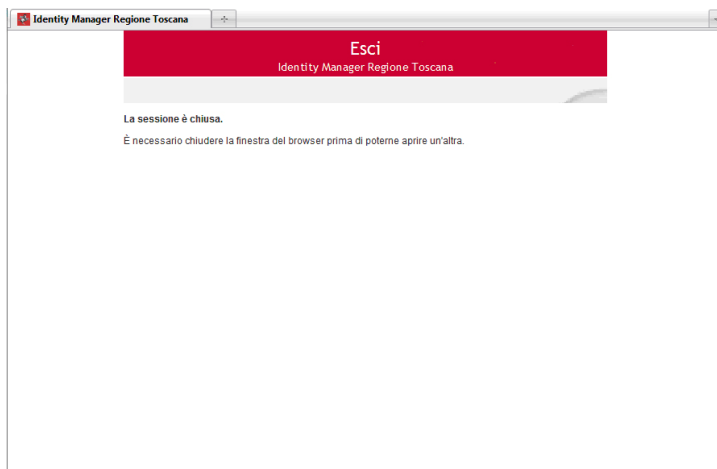 Identity Manager Regione Toscana
Esci
Identity Manager Regione Toscana
La sessione è chiusa.
È necessario chiudere la finestra del browser prima di poterne aprire un'altra.